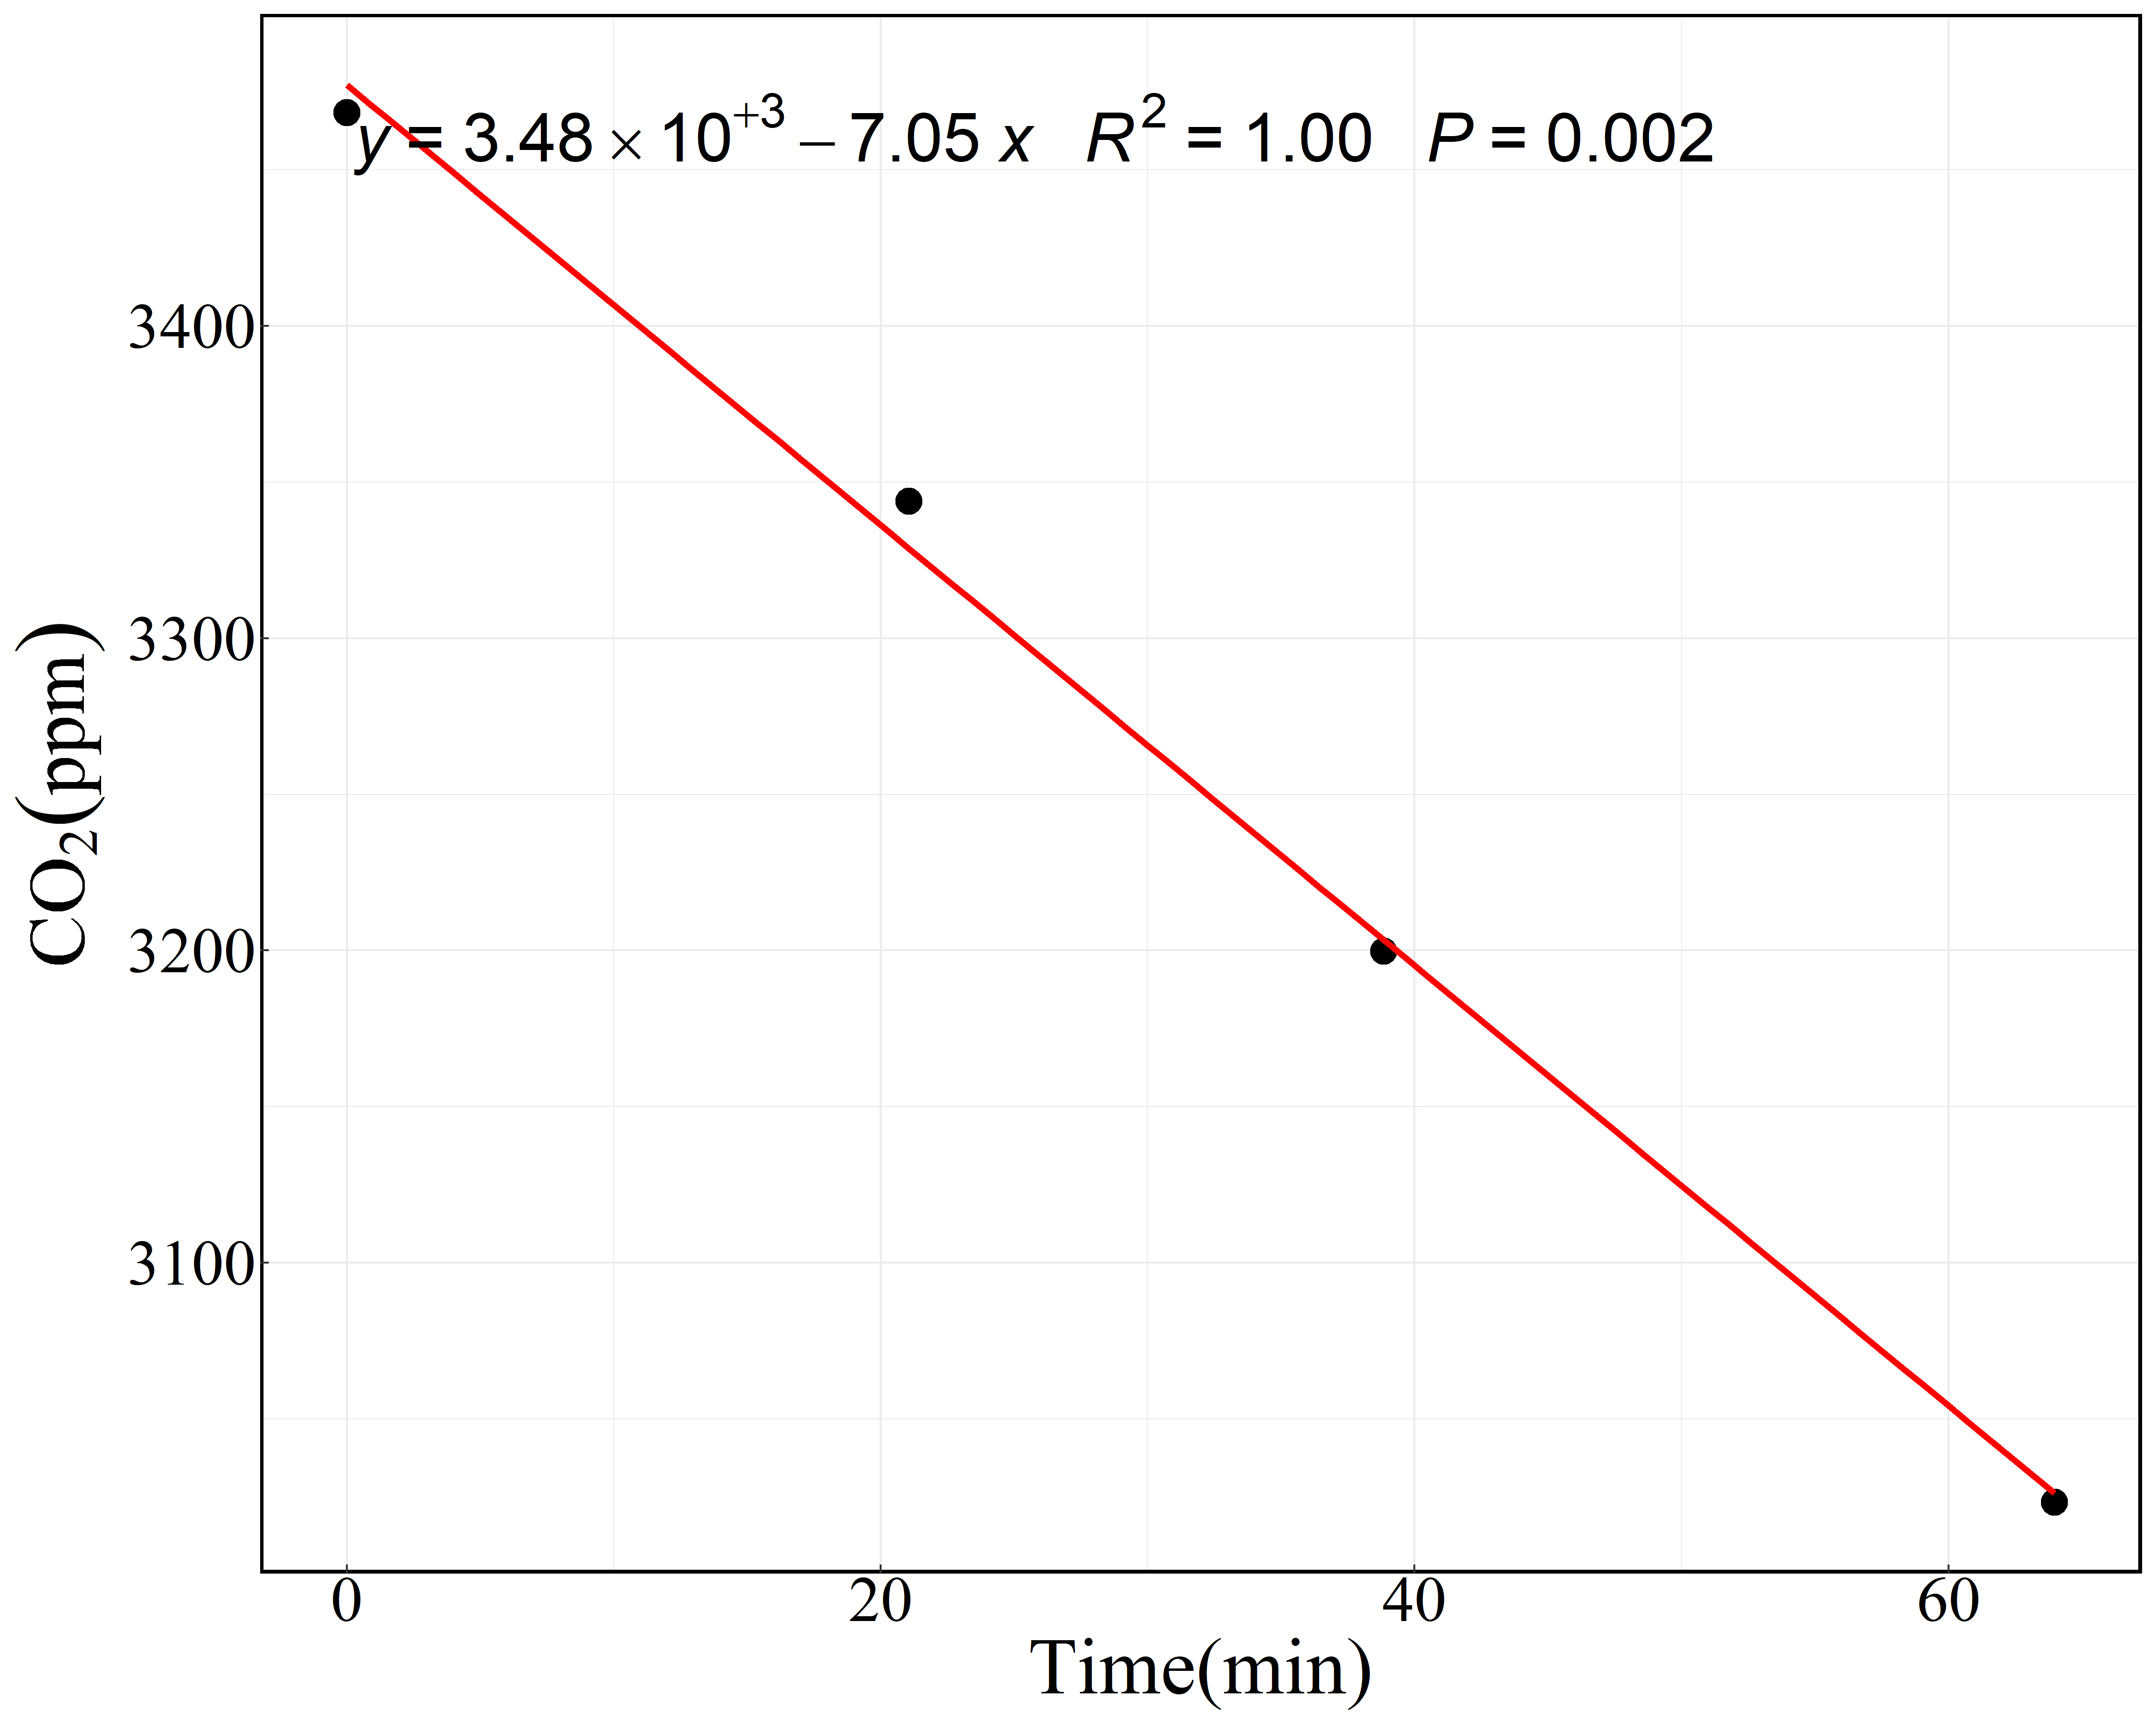 y = 3.48 × 10⁺³ − 7.05 x R² = 1.00 P = 0.002
3400
3300
3200
3100
CO₂(ppm)
0 20 40 60
Time(min)